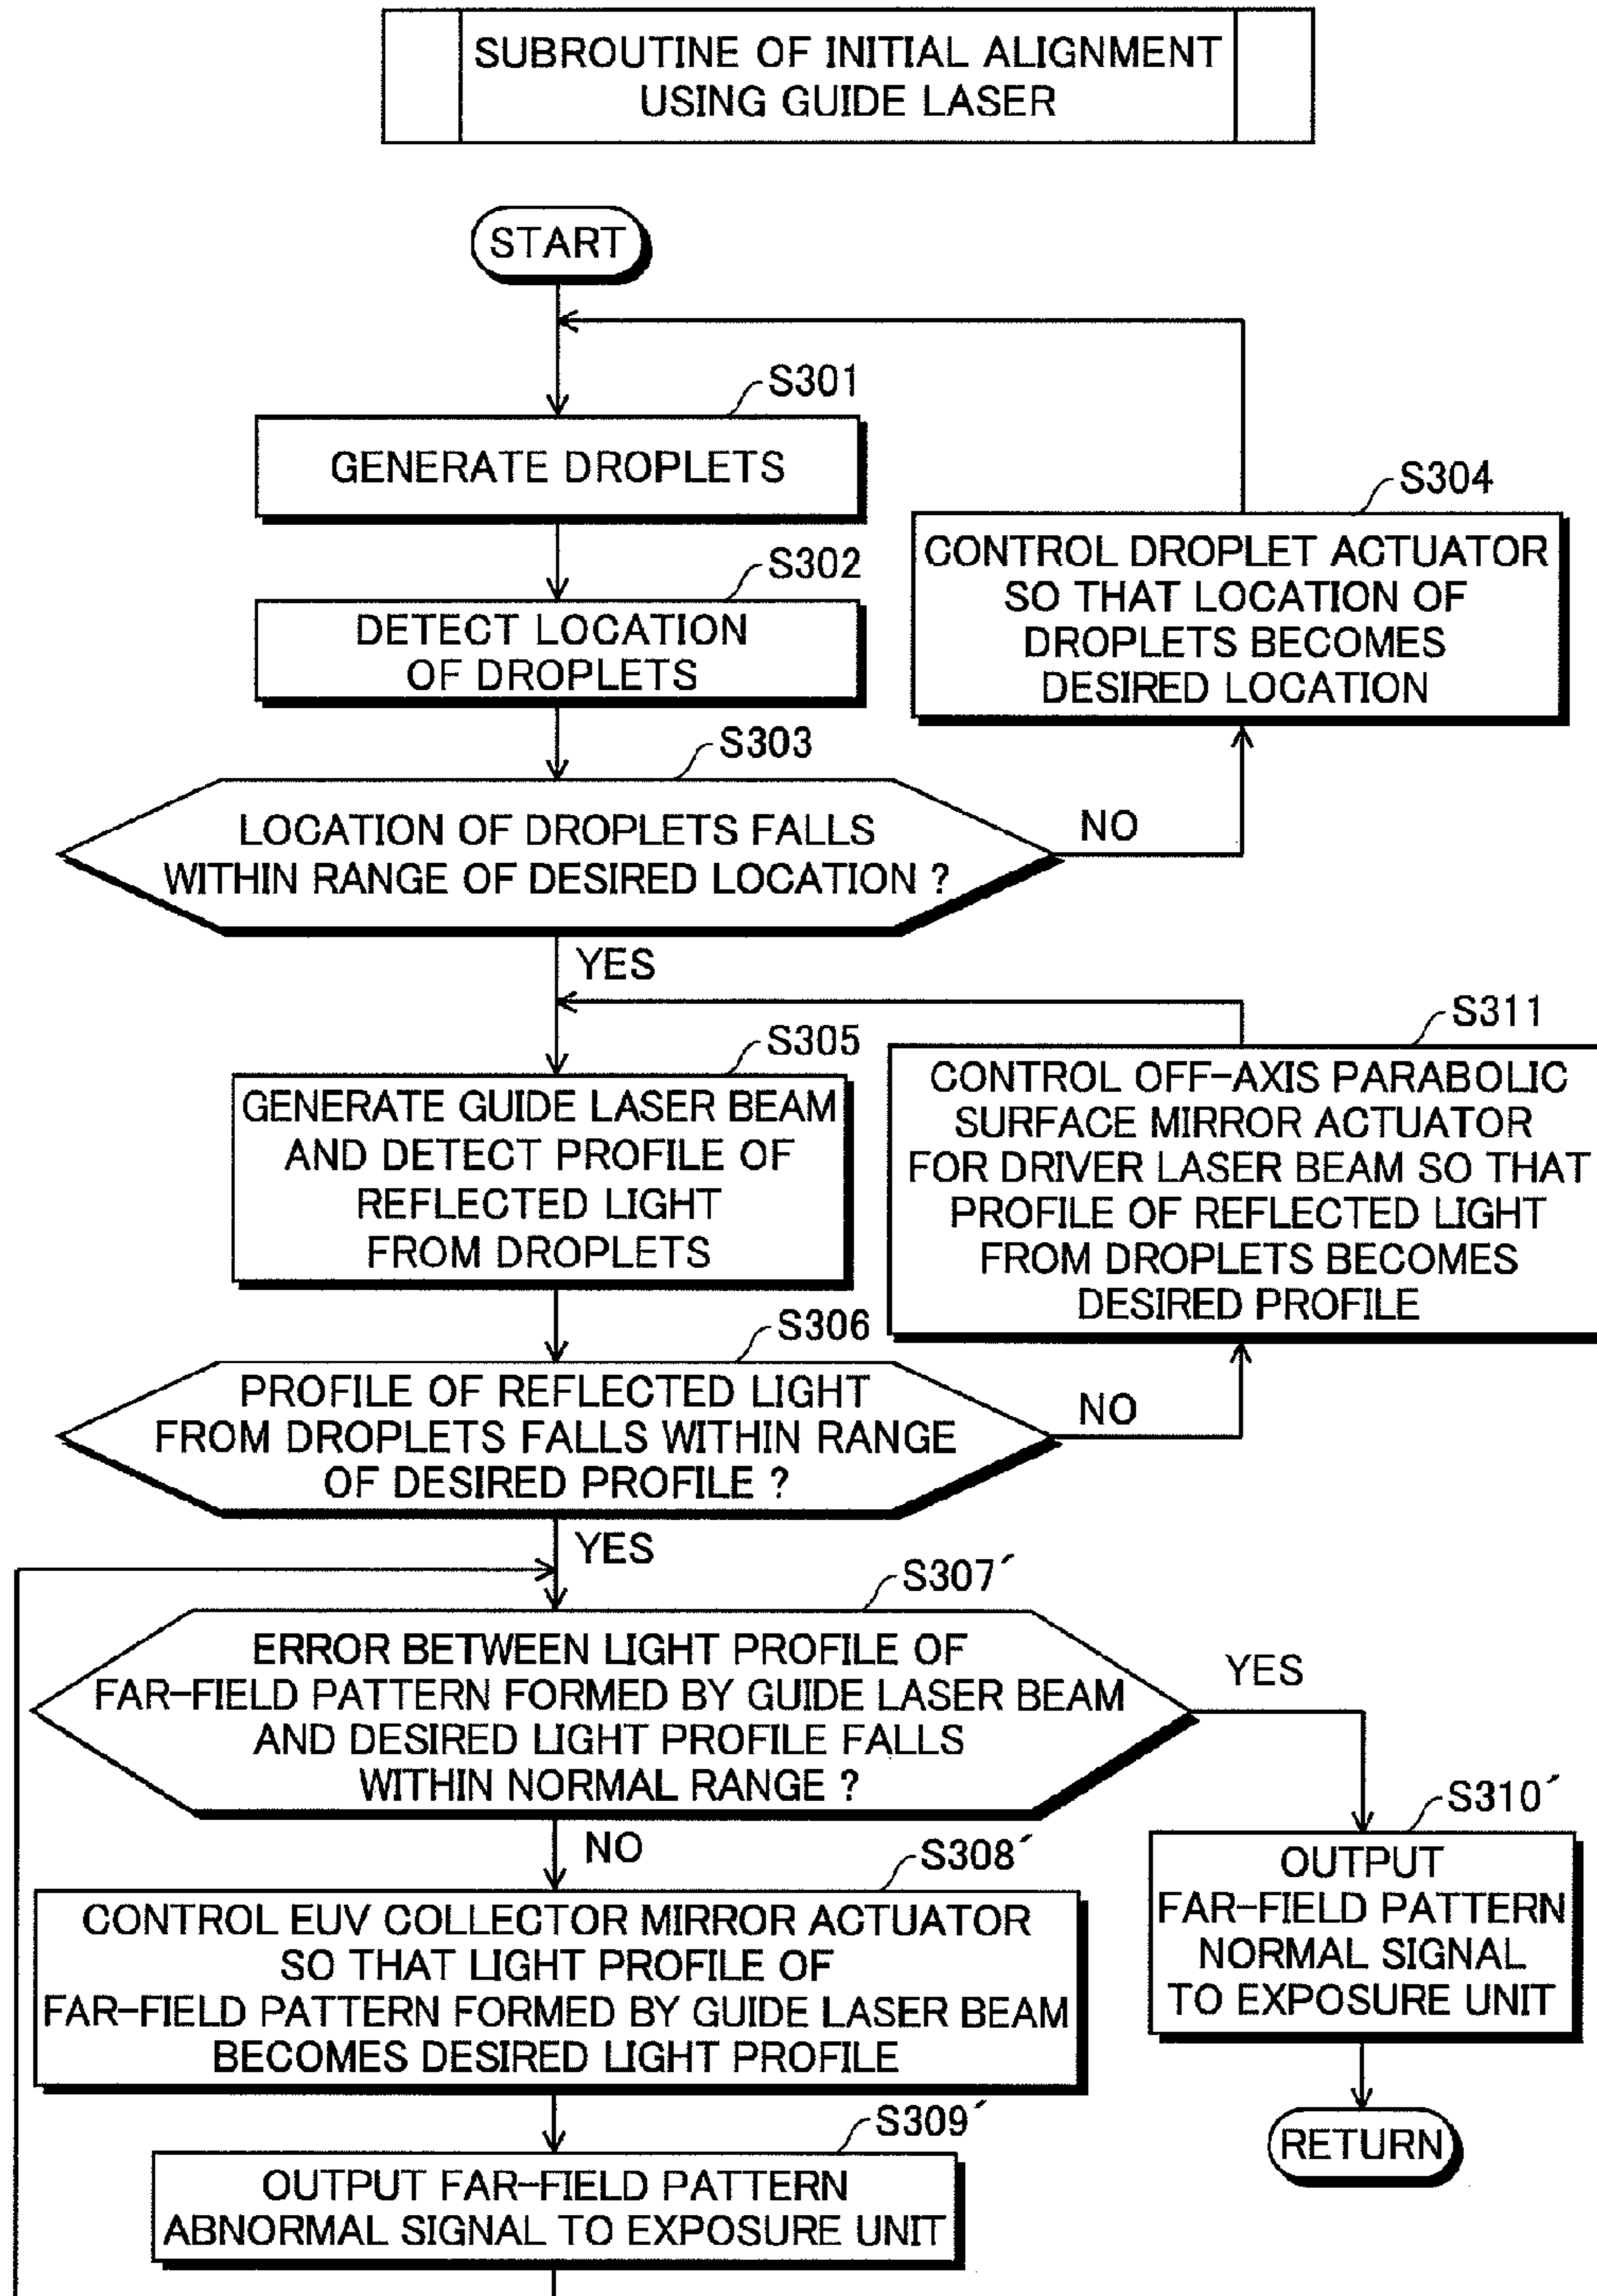 SUBROUTINE OF INITIAL ALIGNMENT
USING GUIDE LASER
START
S301
GENERATE DROPLETS
S302
DETECT LOCATION
OF DROPLETS
S303
LOCATION OF DROPLETS FALLS
WITHIN RANGE OF DESIRED LOCATION ?
NO
S304
CONTROL DROPLET ACTUATOR
SO THAT LOCATION OF
DROPLETS BECOMES
DESIRED LOCATION
YES
S305
GENERATE GUIDE LASER BEAM
AND DETECT PROFILE OF
REFLECTED LIGHT
FROM DROPLETS
S306
PROFILE OF REFLECTED LIGHT
FROM DROPLETS FALLS WITHIN RANGE
OF DESIRED PROFILE ?
NO
S311
CONTROL OFF-AXIS PARABOLIC
SURFACE MIRROR ACTUATOR
FOR DRIVER LASER BEAM SO THAT
PROFILE OF REFLECTED LIGHT
FROM DROPLETS BECOMES
DESIRED PROFILE
YES
S307´
ERROR BETWEEN LIGHT PROFILE OF
FAR-FIELD PATTERN FORMED BY GUIDE LASER BEAM
AND DESIRED LIGHT PROFILE FALLS
WITHIN NORMAL RANGE ?
YES
NO
S308´
CONTROL EUV COLLECTOR MIRROR ACTUATOR
SO THAT LIGHT PROFILE OF
FAR-FIELD PATTERN FORMED BY GUIDE LASER BEAM
BECOMES DESIRED LIGHT PROFILE
S309´
OUTPUT FAR-FIELD PATTERN
ABNORMAL SIGNAL TO EXPOSURE UNIT
S310´
OUTPUT
FAR-FIELD PATTERN
NORMAL SIGNAL
TO EXPOSURE UNIT
RETURN